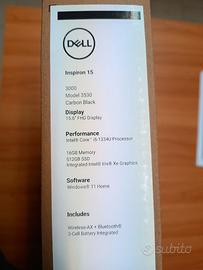 DELL
Inspiron 15
3000
Model 3530
Carbon Black
Display
15.6" FHD Display
Performance
Intel® Core™ i5-1334U Processor
16GB Memory
512GB SSD
Integrated Intel® Iris® Xe Graphics
Software
Windows® 11 Home
Includes
Wireless-AX + Bluetooth®
3-Cell Battery Integrated
subito